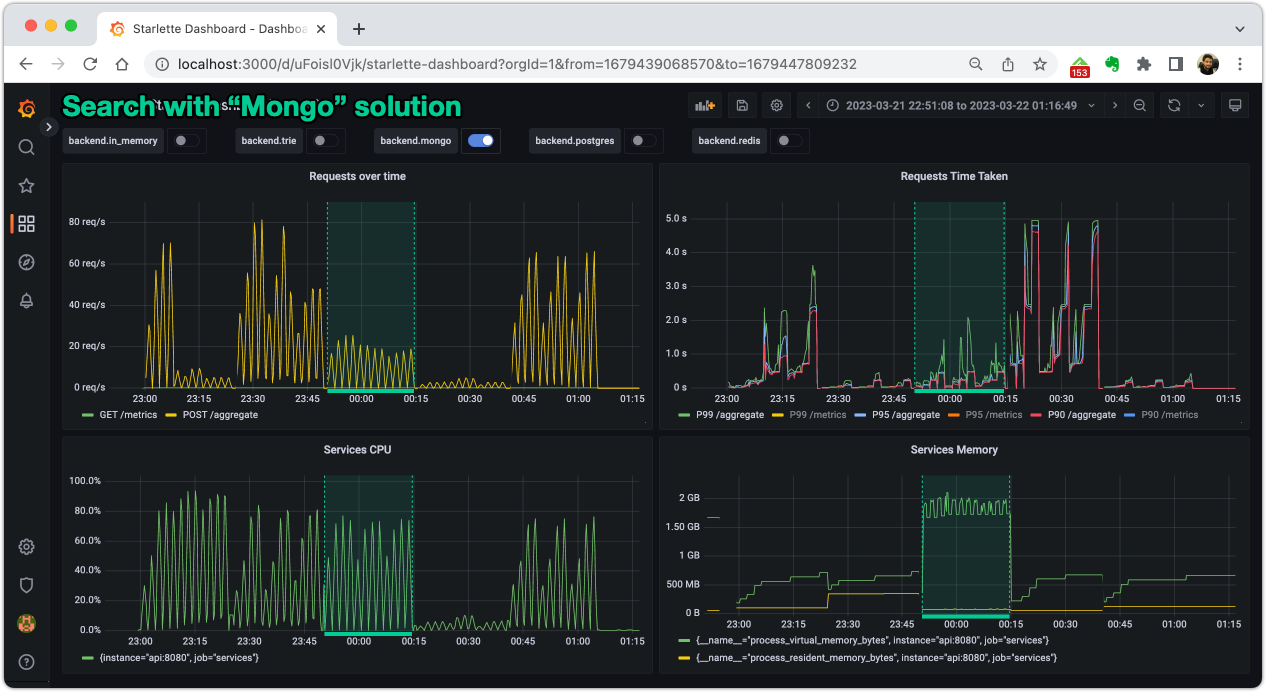 Starlette Dashboard - Dashboa
localhost:3000/d/uFoisl0Vjk/starlette-dashboard?orgId=1&from=1679439068570&to=1679447809232
153
Search with “Mongo” solution
2023-03-21 22:51:08 to 2023-03-22 01:16:49
backend.in_memory backend.trie backend.mongo backend.postgres backend.redis
Requests over time
80 req/s
60 req/s
40 req/s
20 req/s
0 req/s
23:00 23:15 23:30 23:45 00:00 00:15 00:30 00:45 01:00 01:15
GET /metrics POST /aggregate
Requests Time Taken
5.0 s
4.0 s
3.0 s
2.0 s
1.0 s
0 s
23:00 23:15 23:30 23:45 00:00 00:15 00:30 00:45 01:00 01:15
P99 /aggregate P99 /metrics P95 /aggregate P95 /metrics P90 /aggregate P90 /metrics
Services CPU
100.0%
80.0%
60.0%
40.0%
20.0%
0.0%
23:00 23:15 23:30 23:45 00:00 00:15 00:30 00:45 01:00 01:15
{instance="api:8080", job="services"}
Services Memory
2 GB
1.50 GB
1 GB
500 MB
0 B
23:00 23:15 23:30 23:45 00:00 00:15 00:30 00:45 01:00 01:15
{__name__="process_virtual_memory_bytes", instance="api:8080", job="services"}
{__name__="process_resident_memory_bytes", instance="api:8080", job="services"}